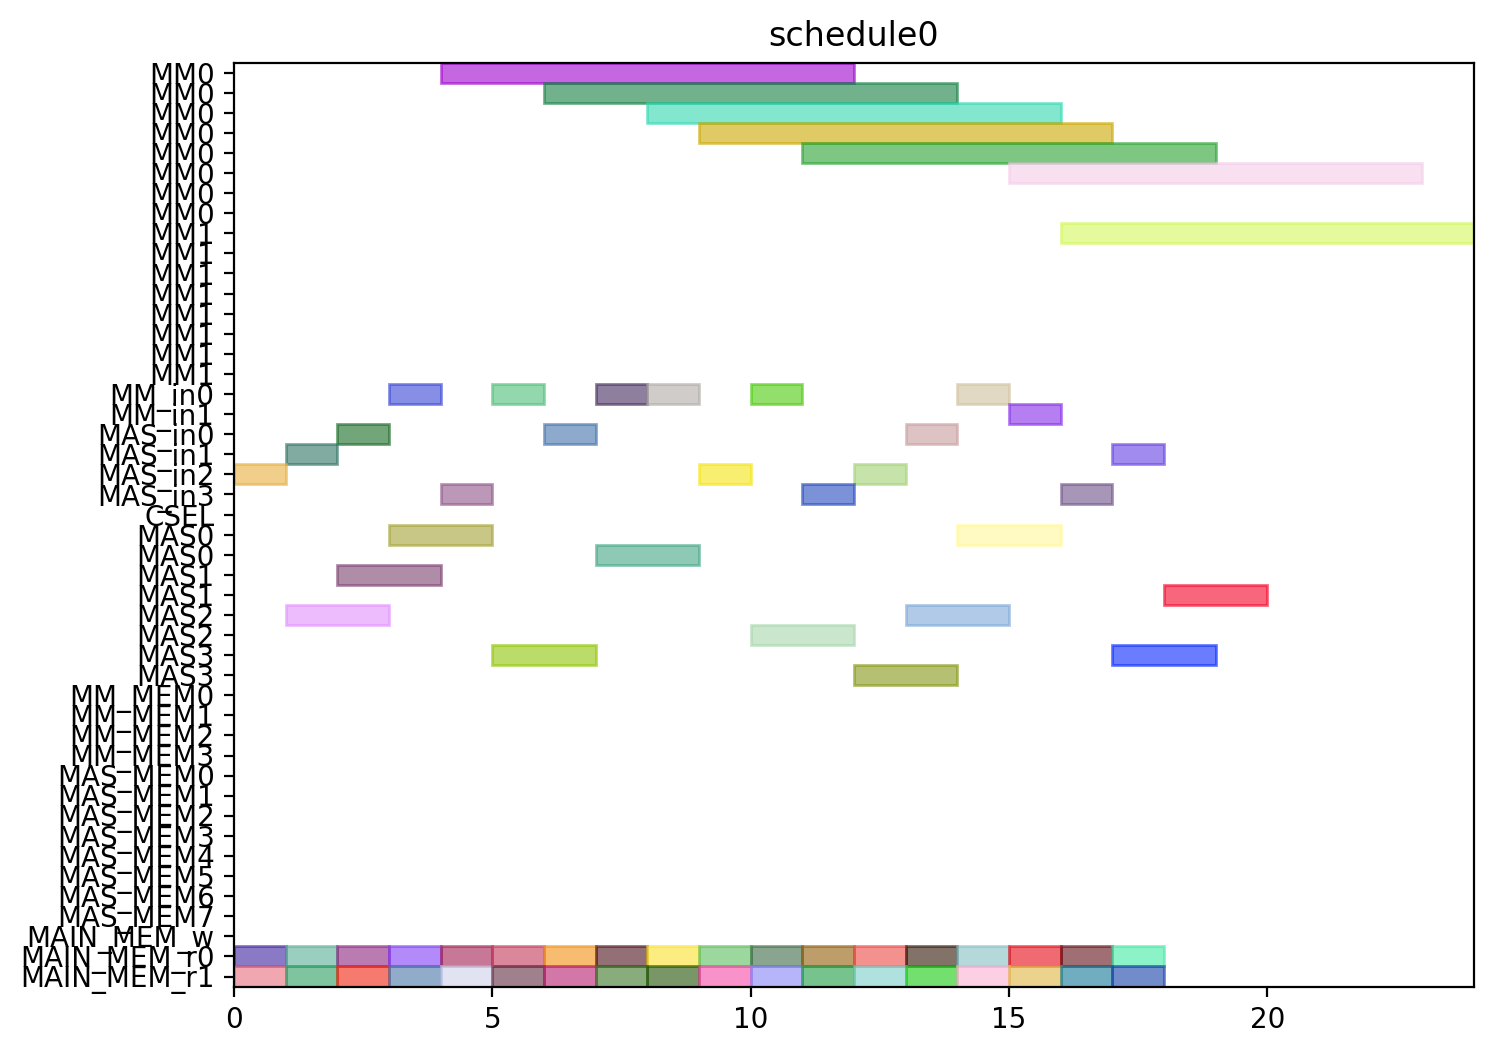 schedule0
MM0
MM0
MM0
MM0
MM0
MM0
MM0
MM0
MM1
MM1
MM1
MM1
MM1
MM1
MM1
MM1
MM_in0
MM_in1
MAS_in0
MAS_in1
MAS_in2
MAS_in3
CSEL
MAS0
MAS0
MAS1
MAS1
MAS2
MAS2
MAS3
MAS3
MM_MEM0
MM_MEM1
MM_MEM2
MM_MEM3
MAS_MEM0
MAS_MEM1
MAS_MEM2
MAS_MEM3
MAS_MEM4
MAS_MEM5
MAS_MEM6
MAS_MEM7
MAIN_MEM_w
MAIN_MEM_r0
MAIN_MEM_r1
0 5 10 15 20